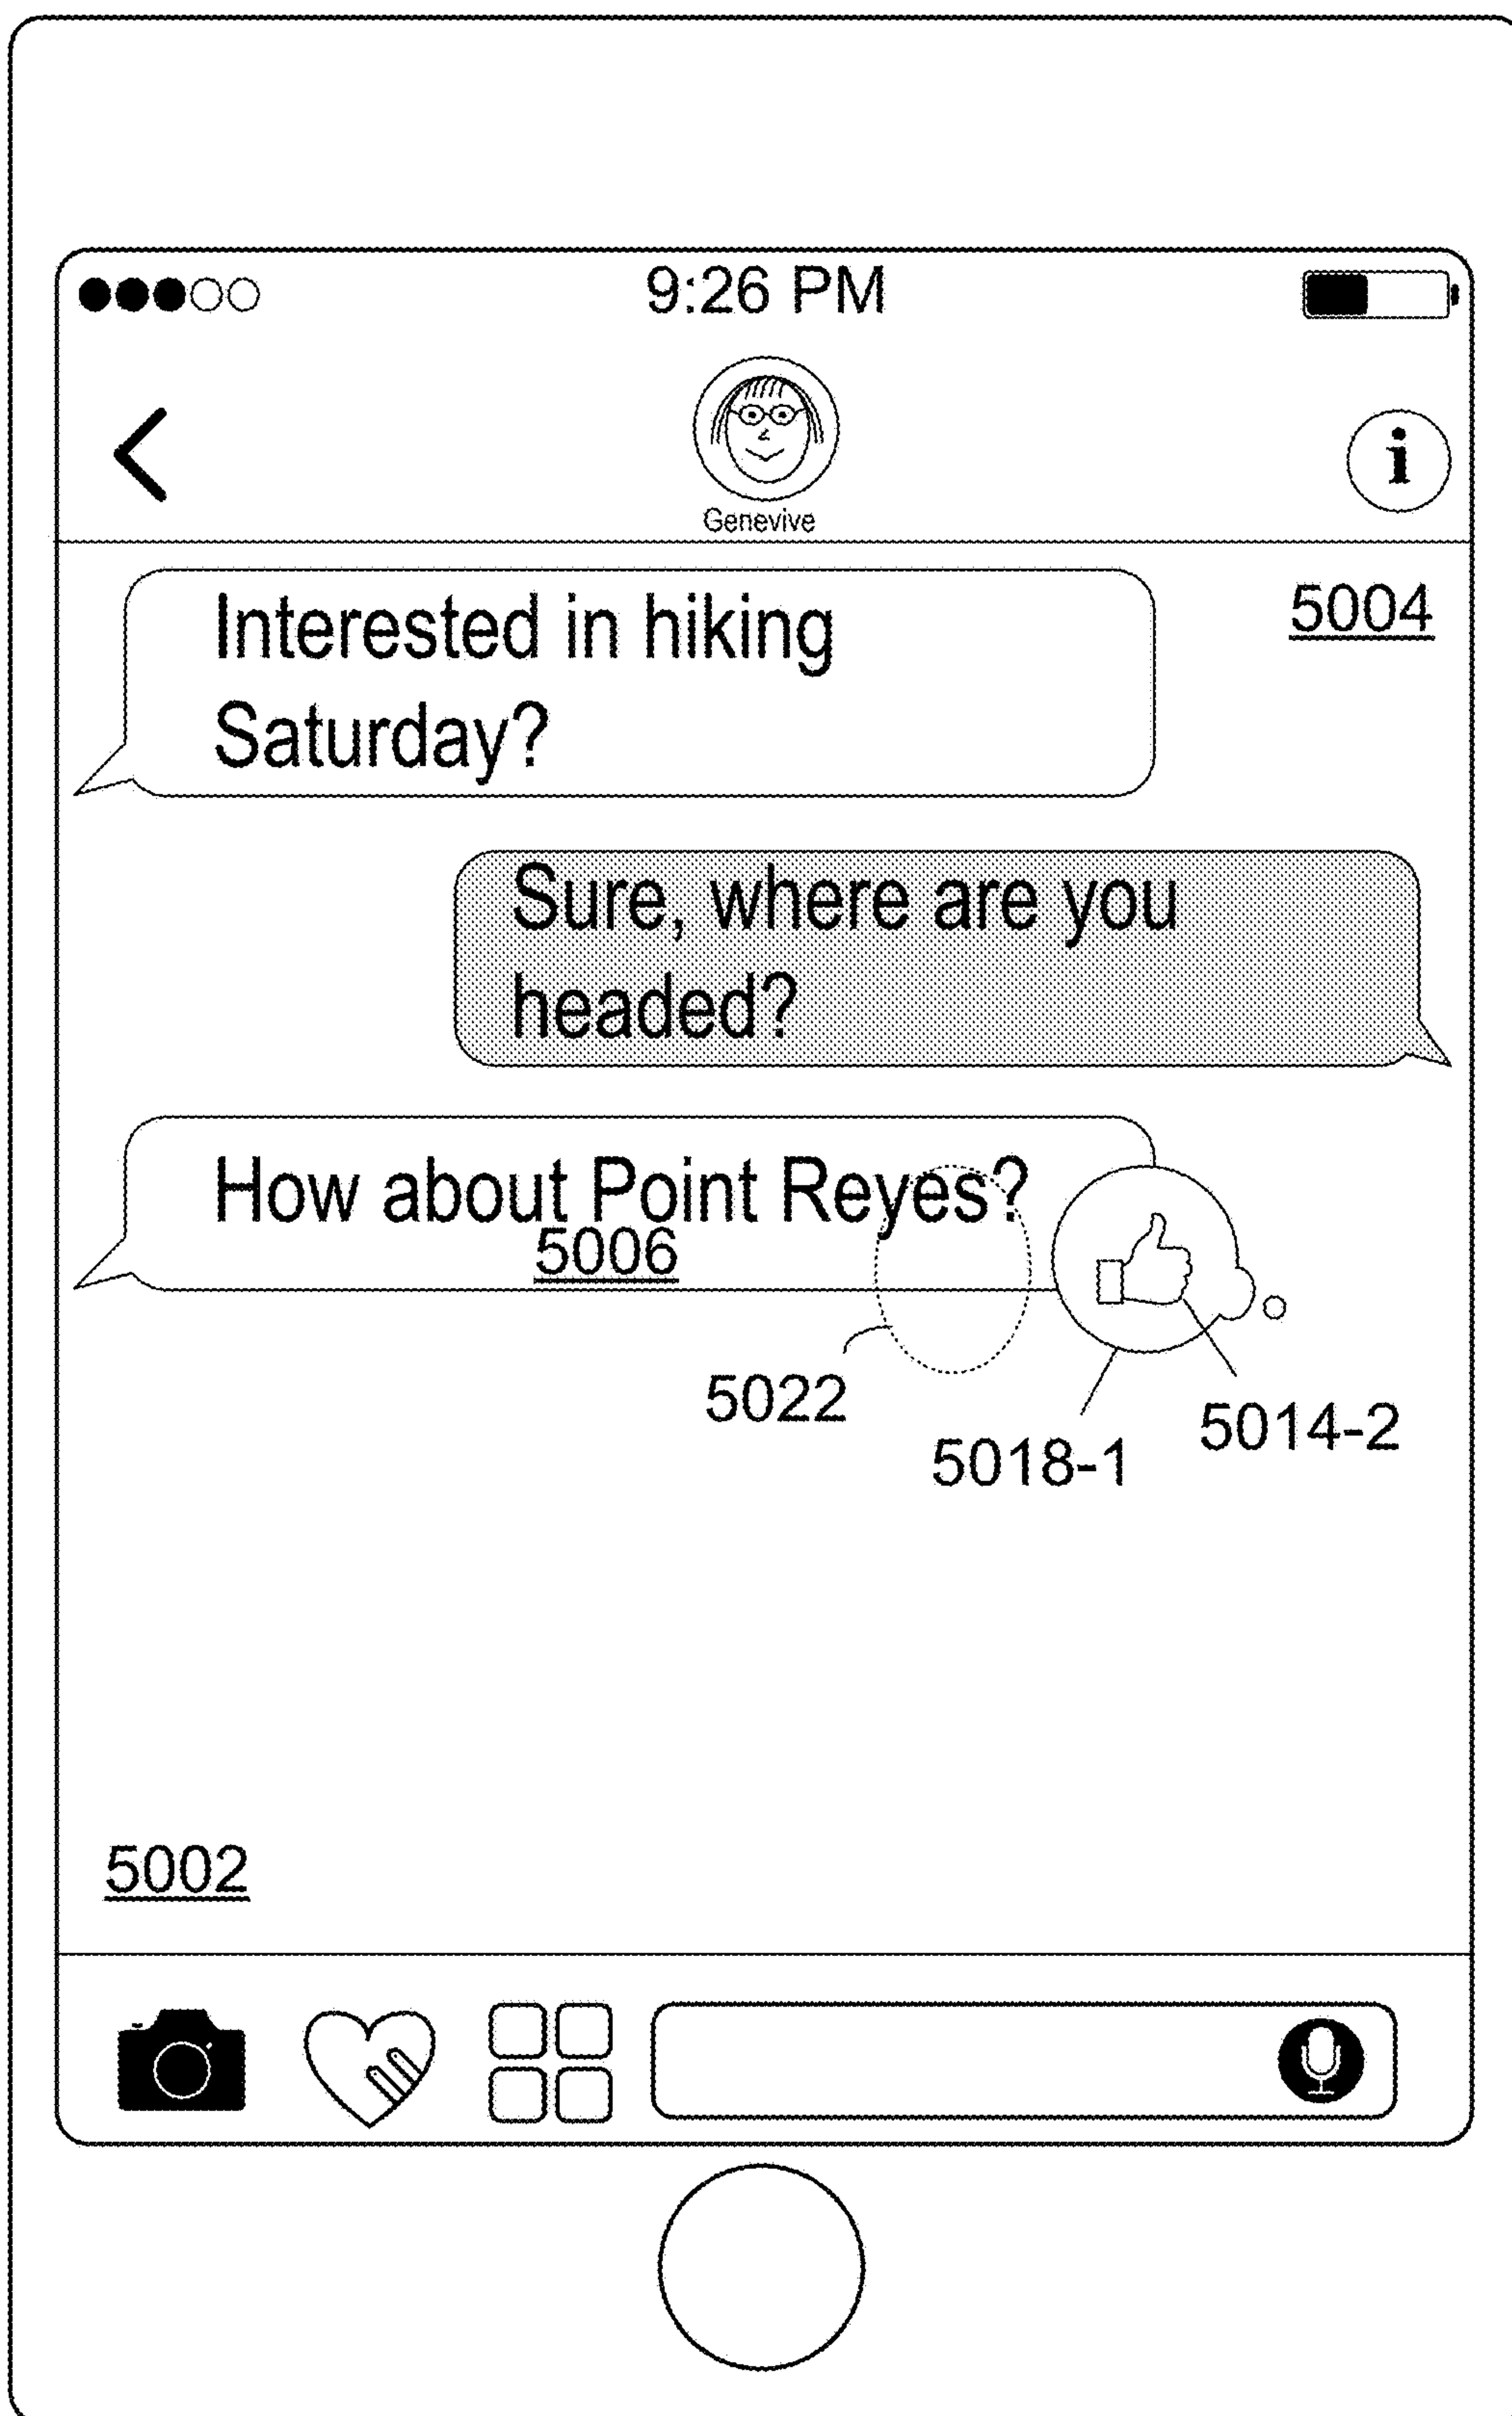 9:26 PM
i
Genevive
5004
Interested in hiking
Saturday?
Sure, where are you
headed?
How about Point Reyes?
5006
5022
5018-1
5014-2
5002